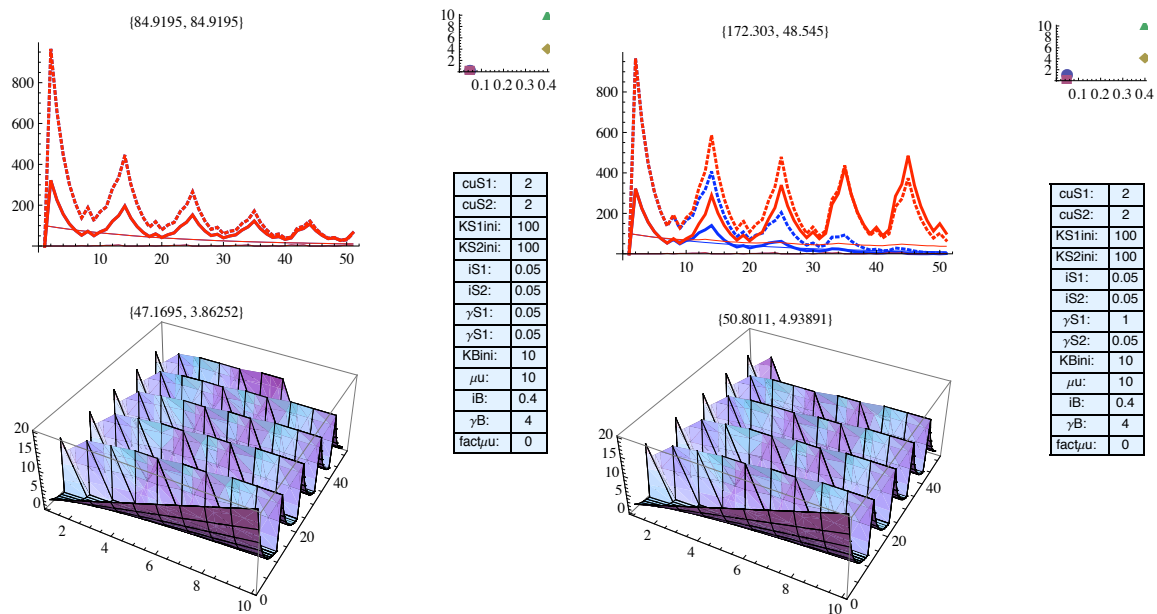 {84.9195, 84.9195}
800
600
400
200
10 20 30 40 50
10
8
6
4
2
0.1 0.2 0.3 0.4
cuS1: 2
cuS2: 2
KS1ini: 100
KS2ini: 100
iS1: 0.05
iS2: 0.05
γS1: 0.05
γS1: 0.05
KBini: 10
μu: 10
iB: 0.4
γB: 4
factμu: 0
{47.1695, 3.86252}
20
15
10
5
0
2 4 6 8 10
0 20 40
{172.303, 48.545}
800
600
400
200
10 20 30 40 50
10
8
6
4
2
0.1 0.2 0.3 0.4
cuS1: 2
cuS2: 2
KS1ini: 100
KS2ini: 100
iS1: 0.05
iS2: 0.05
γS1: 1
γS2: 0.05
KBini: 10
μu: 10
iB: 0.4
γB: 4
factμu: 0
{50.8011, 4.93891}
20
15
10
5
0
2 4 6 8 10
0 20 40